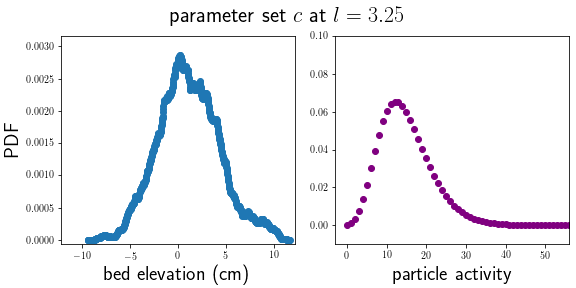 parameter set c at l = 3.25
PDF
0.0030
0.0025
0.0020
0.0015
0.0010
0.0005
0.0000
−10 −5 0 5 10
bed elevation (cm)
0.10
0.08
0.06
0.04
0.02
0.00
0 10 20 30 40 50
particle activity